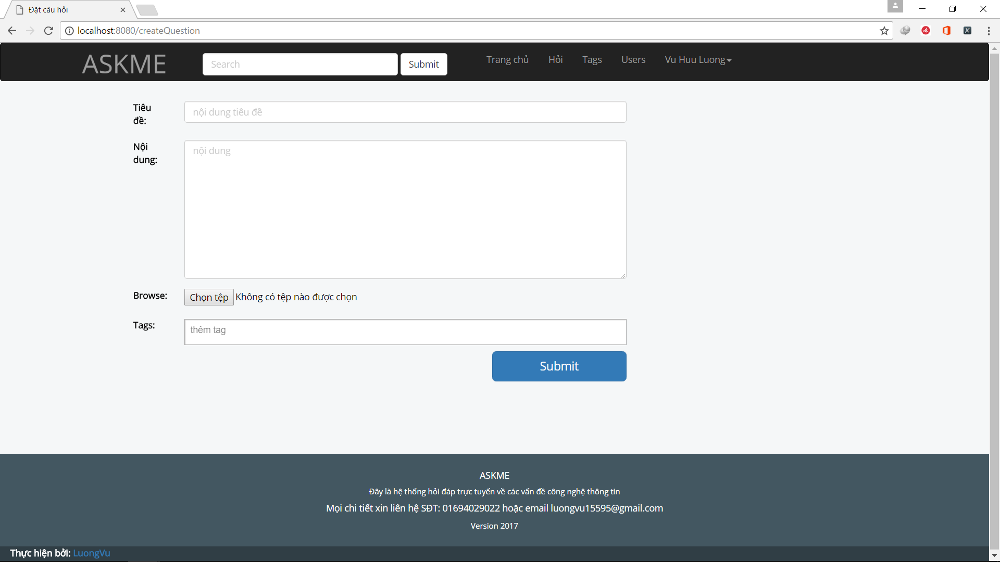 Đặt câu hỏi
localhost:8080/createQuestion
ASKME
Search
Submit
Trang chủ
Hỏi
Tags
Users
Vu Huu Luong
Tiêu
đề:
nội dung tiêu đề
Nội
dung:
nội dung
Browse:
Chọn tệp Không có tệp nào được chọn
Tags:
thêm tag
Submit
ASKME
Đây là hệ thống hỏi đáp trực tuyến về các vấn đề công nghệ thông tin
Mọi chi tiết xin liên hệ SĐT: 01694029022 hoặc email luongvu15595@gmail.com
Version 2017
Thực hiện bởi: LuongVu